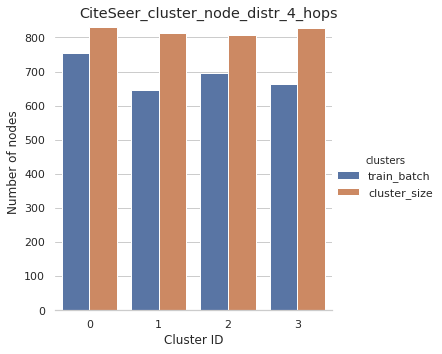 CiteSeer_cluster_node_distr_4_hops
800
700
600
500
400
300
200
100
0
Number of nodes
0 1 2 3
Cluster ID
clusters
train_batch
cluster_size